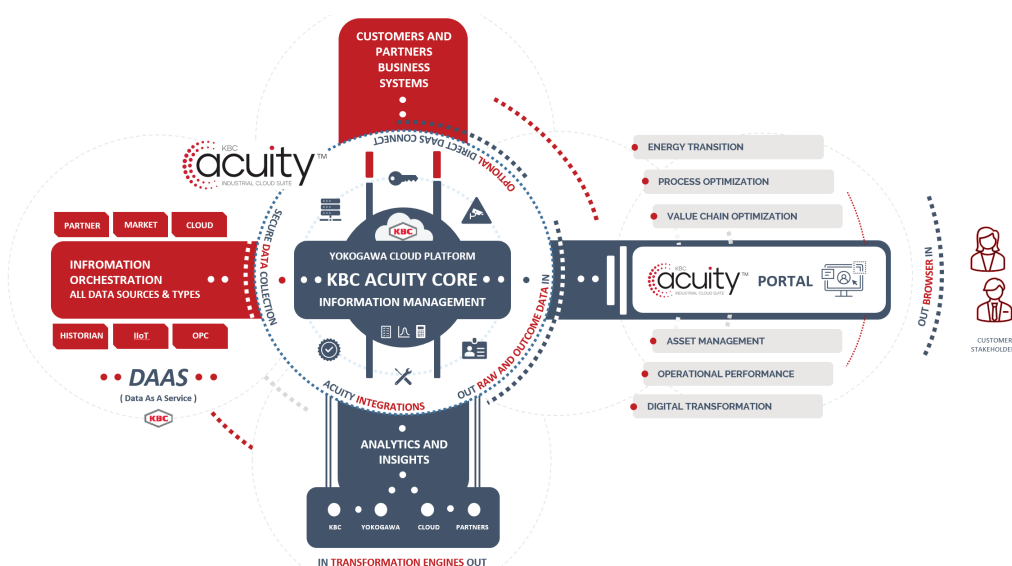 CUSTOMERS AND
PARTNERS
BUSINESS
SYSTEMS
KBC
acuity™
INDUSTRIAL CLOUD SUITE
OPTIONAL DIRECT DAAS CONNECT
SECURE DATA COLLECTION
PARTNER
MARKET
CLOUD
INFROMATION
ORCHESTRATION
ALL DATA SOURCES & TYPES
HISTORIAN
IIoT
OPC
DAAS
( Data As A Service )
KBC
KBC
YOKOGAWA CLOUD PLATFORM
KBC ACUITY CORE
INFORMATION MANAGEMENT
ACUITY INTEGRATIONS
OUT RAW AND OUTCOME DATA IN
ANALYTICS AND
INSIGHTS
KBC
YOKOGAWA
CLOUD
PARTNERS
IN TRANSFORMATION ENGINES OUT
ENERGY TRANSITION
PROCESS OPTIMIZATION
VALUE CHAIN OPTIMIZATION
KBC
acuity™
INDUSTRIAL CLOUD SUITE
PORTAL
ASSET MANAGEMENT
OPERATIONAL PERFORMANCE
DIGITAL TRANSFORMATION
OUT BROWSER IN
CUSTOMER
STAKEHOLDE